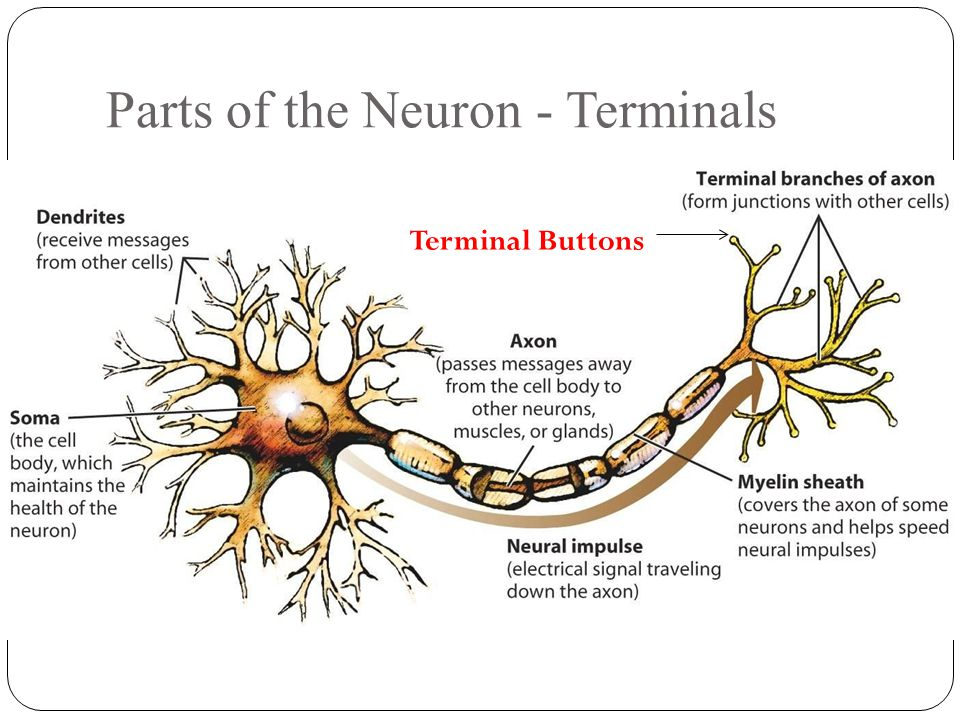 Parts of the Neuron - Terminals
Terminal branches of axon
(form junctions with other cells)
Dendrites
(receive messages
from other cells)
Terminal Buttons
Axon
(passes messages away
from the cell body to
other neurons,
muscles, or glands)
Soma
(the cell
body, which
maintains the
health of the
neuron)
Myelin sheath
(covers the axon of some
neurons and helps speed
neural impulses)
Neural impulse
(electrical signal traveling
down the axon)